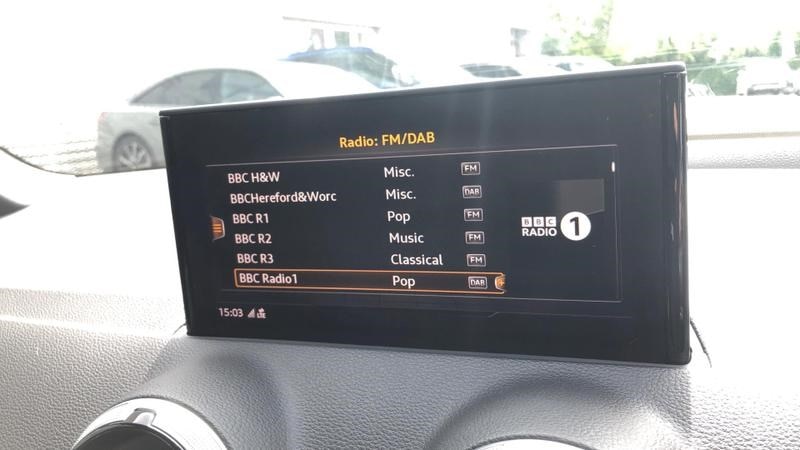 Radio: FM/DAB
BBC H&W Misc. FM
BBCHereford&Worc Misc. DAB
BBC R1 Pop FM
BBC R2 Music FM
BBC R3 Classical FM
BBC Radio1 Pop DAB
BBC
RADIO 1
15:03 LTE